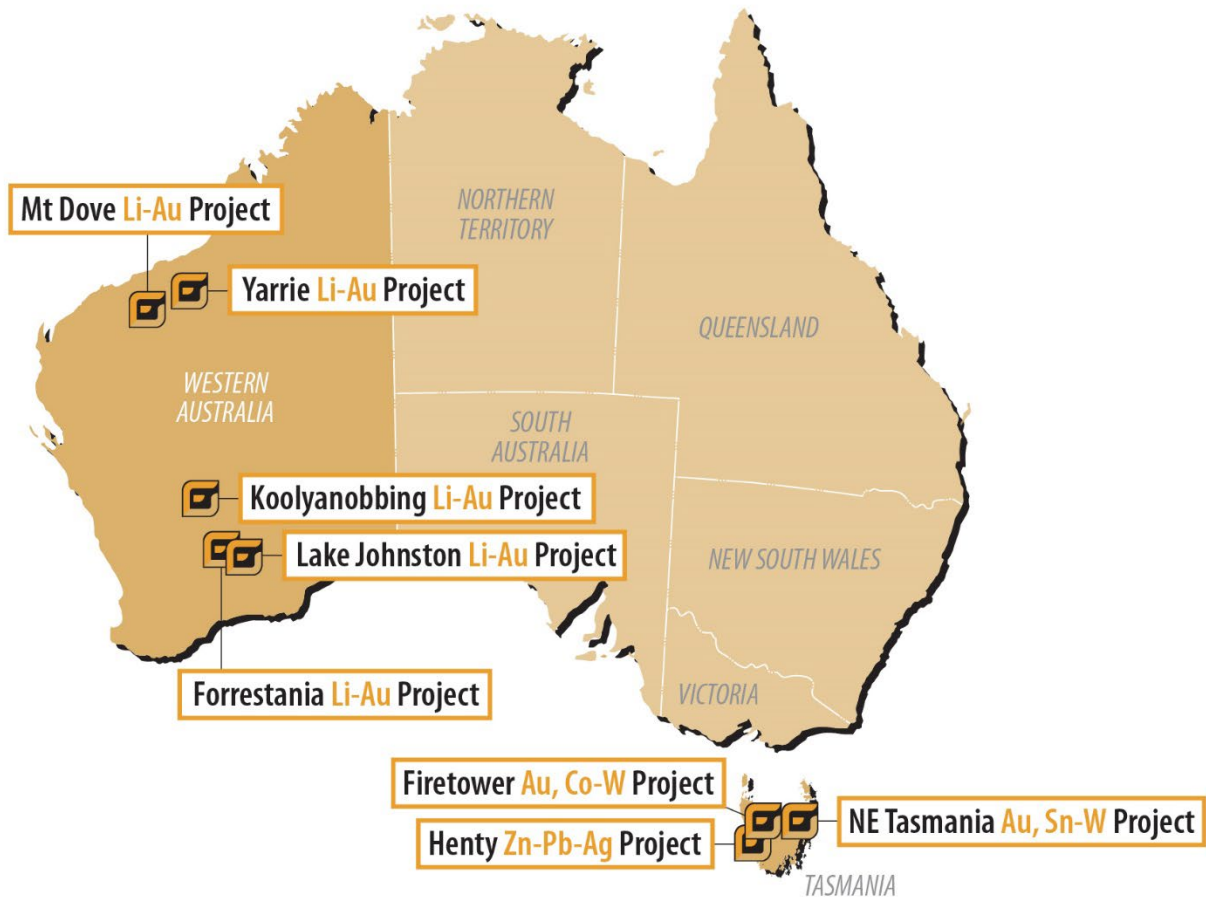 NORTHERN
TERRITORY
Mt Dove Li-Au Project
Yarrie Li-Au Project
QUEENSLAND
WESTERN
AUSTRALIA
SOUTH
AUSTRALIA
Koolyanobbing Li-Au Project
Lake Johnston Li-Au Project
NEW SOUTH WALES
Forrestania Li-Au Project
VICTORIA
Firetower Au, Co-W Project
NE Tasmania Au, Sn-W Project
Henty Zn-Pb-Ag Project
TASMANIA